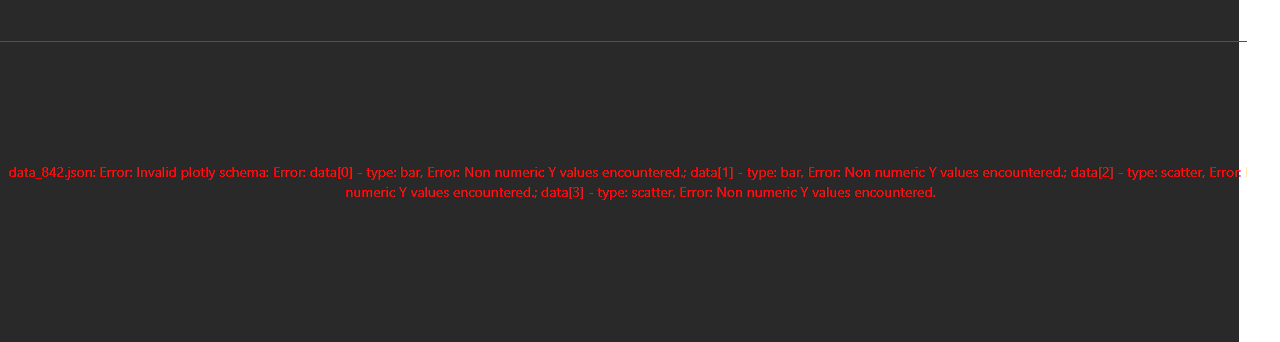 data_842.json: Error: Invalid plotly schema: Error: data[0] - type: bar, Error: Non numeric Y values encountered.; data[1] - type: bar, Error: Non numeric Y values encountered.; data[2] - type: scatter, Error:
numeric Y values encountered.; data[3] - type: scatter, Error: Non numeric Y values encountered.